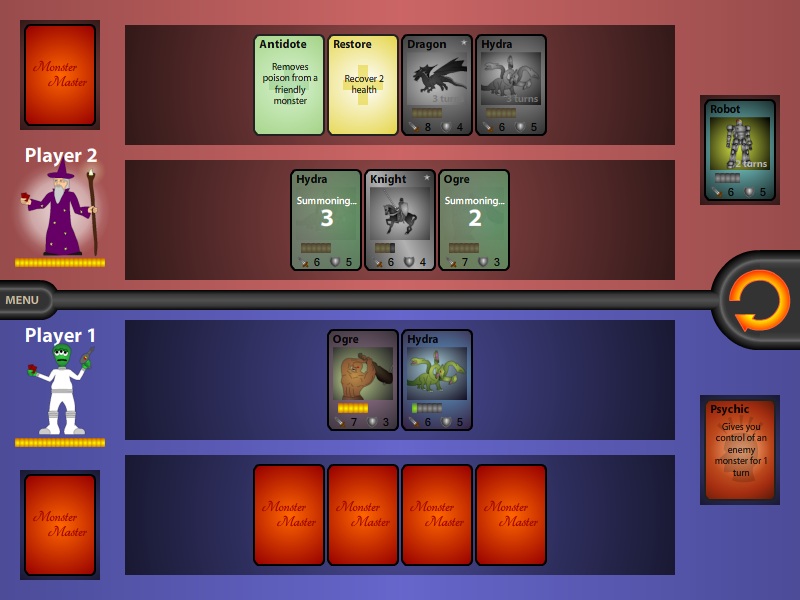 Monster
Master
Player 2
Antidote
Removes
poison from a
friendly
monster
Restore
Recover 2
health
Dragon
3 turns
8 4
Hydra
3 turns
6 5
Robot
2 turns
6 5
Hydra
Summoning...
3
6 5
Knight
6 4
Ogre
Summoning...
2
7 3
MENU
Player 1
Ogre
7 3
Hydra
6 5
Psychic
Gives you
control of an
enemy
monster for 1
turn
Monster
Master
Monster
Master
Monster
Master
Monster
Master
Monster
Master